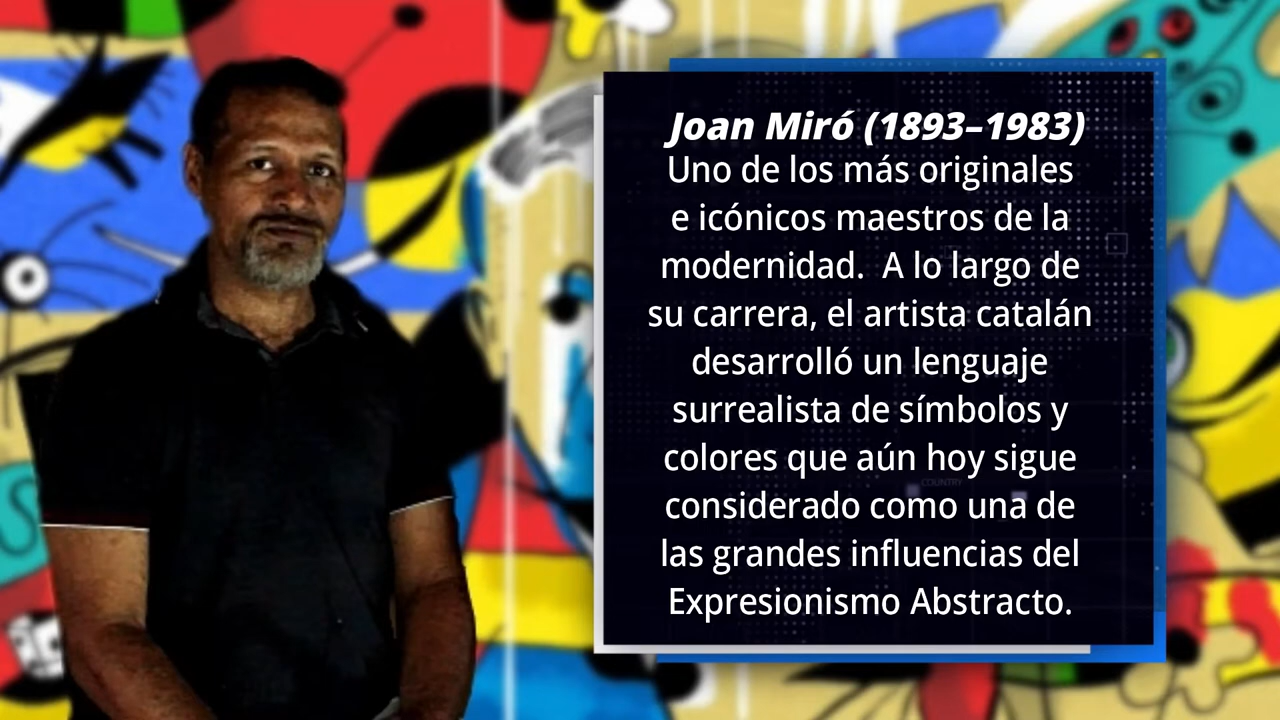 Joan Miró (1893–1983)
Uno de los más originales
e icónicos maestros de la
modernidad.  A lo largo de
su carrera, el artista catalán
desarrolló un lenguaje
surrealista de símbolos y
colores que aún hoy sigue
considerado como una de
las grandes influencias del
Expresionismo Abstracto.
COUNTRY